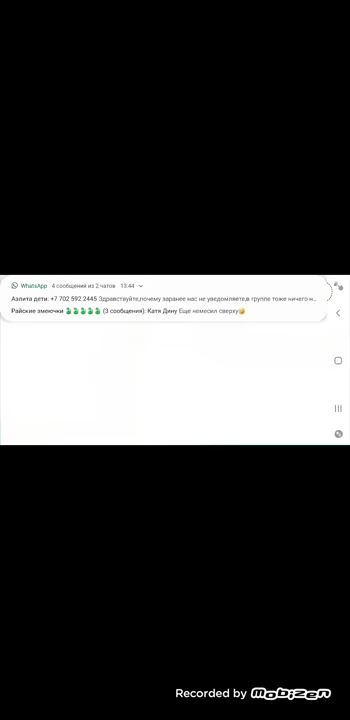 WhatsApp 4 сообщения из 2 чатов 13:44
Аэлита дети: +7 702 592 2445 Здравствуйте,почему заранее нас не уведомляете,в группе тоже ничего н...
Райские змеючки 🐍🐍🐍🐍🐍 (3 сообщения): Катя Дину Еще немесил сверху🤣
Recorded by Mobizen